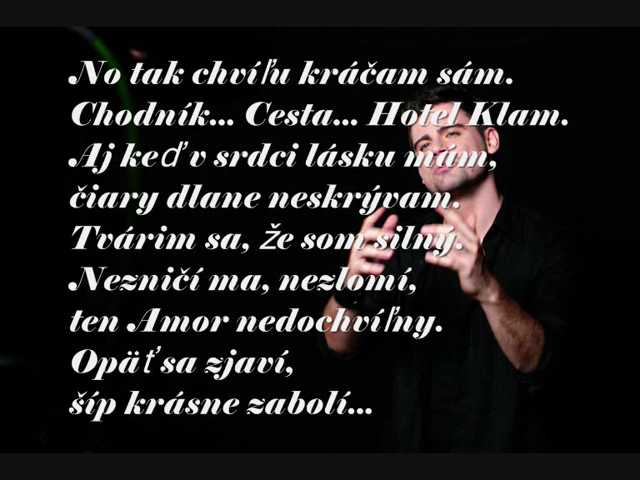 No tak chvíľu kráčam sám.
Chodník... Cesta... Hotel Klam.
Aj keď v srdci lásku mám,
čiary dlane neskrývam.
Tvárim sa, že som silný.
Nezničí ma, nezlomí,
ten Amor nedochvíľny.
Opäť sa zjaví,
šíp krásne zabolí...